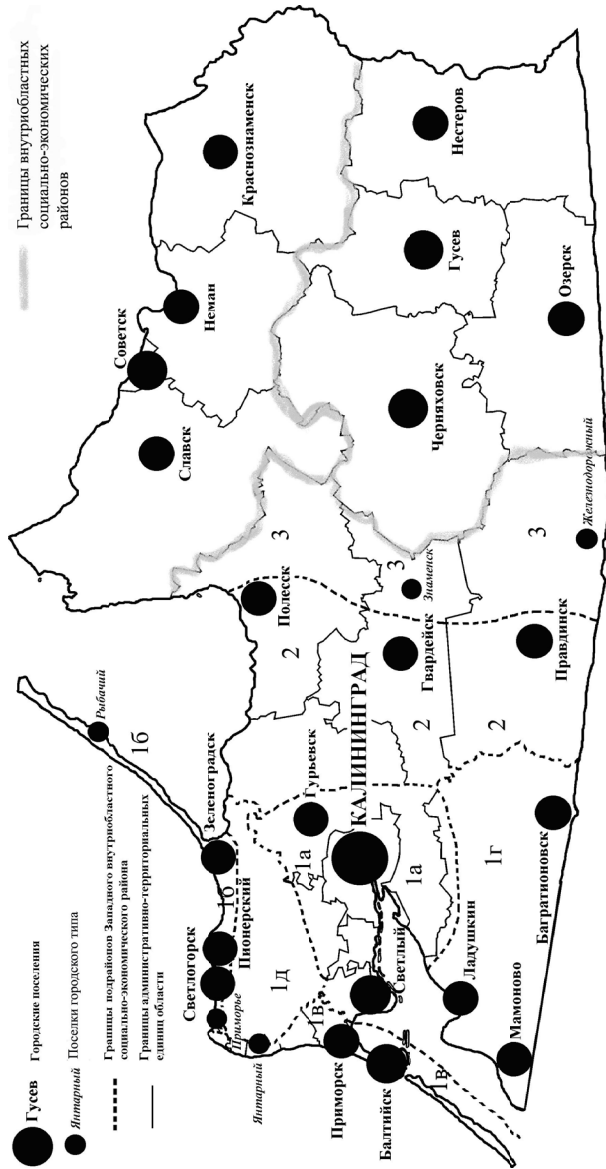 Гусев Городские поселения
Янтарный Поселки городского типа
Границы подрайонов Западного внутриобластного
социально-экономического района
Границы административно-территориальных
единиц области
Границы внутриобластных
социально-экономических
районов
Рыбачий
1б
Советск
Неман
Краснознаменск
Славск
Зеленоградск
Светлогорск
Пионерский
1б
Приморье
Янтарный
1д
1а
Гурьевск
2
Полесск
3
КАЛИНИНГРАД
1в
Приморск
Светлый
Балтийск
1в
1а
2
Гвардейск
3
Знаменск
Черняховск
Гусев
Нестеров
Ладушкин
Мамоново
1г
Багратионовск
2
Правдинск
3
Железнодорожный
Озерск